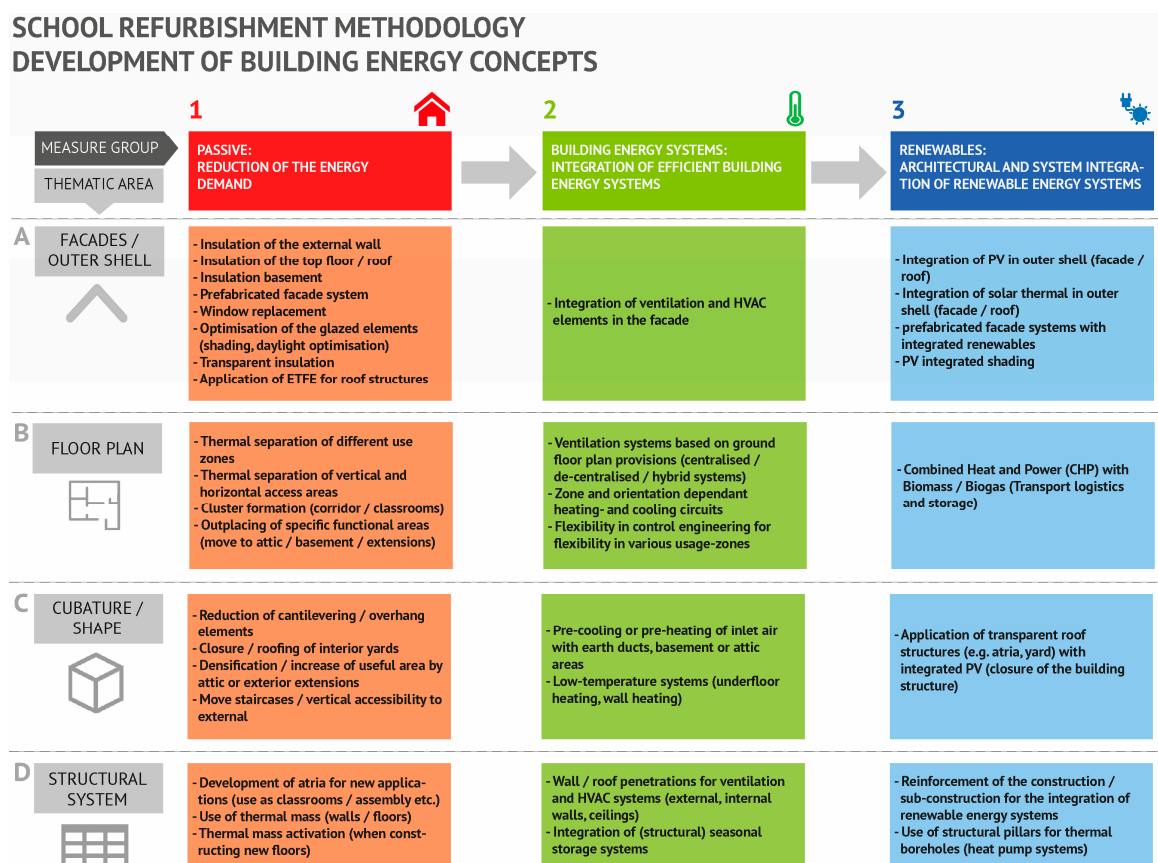 SCHOOL REFURBISHMENT METHODOLOGY
DEVELOPMENT OF BUILDING ENERGY CONCEPTS
1
2
3
MEASURE GROUP
THEMATIC AREA
PASSIVE:
REDUCTION OF THE ENERGY
DEMAND
BUILDING ENERGY SYSTEMS:
INTEGRATION OF EFFICIENT BUILDING
ENERGY SYSTEMS
RENEWABLES:
ARCHITECTURAL AND SYSTEM INTEGRA-
TION OF RENEWABLE ENERGY SYSTEMS
A
FACADES /
OUTER SHELL
- Insulation of the external wall
- Insulation of the top floor / roof
- Insulation basement
- Prefabricated facade system
- Window replacement
- Optimisation of the glazed elements
(shading, daylight optimisation)
- Transparent insulation
- Application of ETFE for roof structures
- Integration of ventilation and HVAC
elements in the facade
- Integration of PV in outer shell (facade /
roof)
- Integration of solar thermal in outer
shell (facade / roof)
- prefabricated facade systems with
integrated renewables
- PV integrated shading
B
FLOOR PLAN
- Thermal separation of different use
zones
- Thermal separation of vertical and
horizontal access areas
- Cluster formation (corridor / classrooms)
- Outplacing of specific functional areas
(move to attic / basement / extensions)
- Ventilation systems based on ground
floor plan provisions (centralised /
de-centralised / hybrid systems)
- Zone and orientation dependant
heating- and cooling circuits
- Flexibility in control engineering for
flexibility in various usage-zones
- Combined Heat and Power (CHP) with
Biomass / Biogas (Transport logistics
and storage)
C
CUBATURE /
SHAPE
- Reduction of cantilevering / overhang
elements
- Closure / roofing of interior yards
- Densification / increase of useful area by
attic or exterior extensions
- Move staircases / vertical accessibility to
external
- Pre-cooling or pre-heating of inlet air
with earth ducts, basement or attic
areas
- Low-temperature systems (underfloor
heating, wall heating)
- Application of transparent roof
structures (e.g. atria, yard) with
integrated PV (closure of the building
structure)
D
STRUCTURAL
SYSTEM
- Development of atria for new applica-
tions (use as classrooms / assembly etc.)
- Use of thermal mass (walls / floors)
- Thermal mass activation (when const-
ructing new floors)
- Wall / roof penetrations for ventilation
and HVAC systems (external, internal
walls, ceilings)
- Integration of (structural) seasonal
storage systems
- Reinforcement of the construction /
sub-construction for the integration of
renewable energy systems
- Use of structural pillars for thermal
boreholes (heat pump systems)